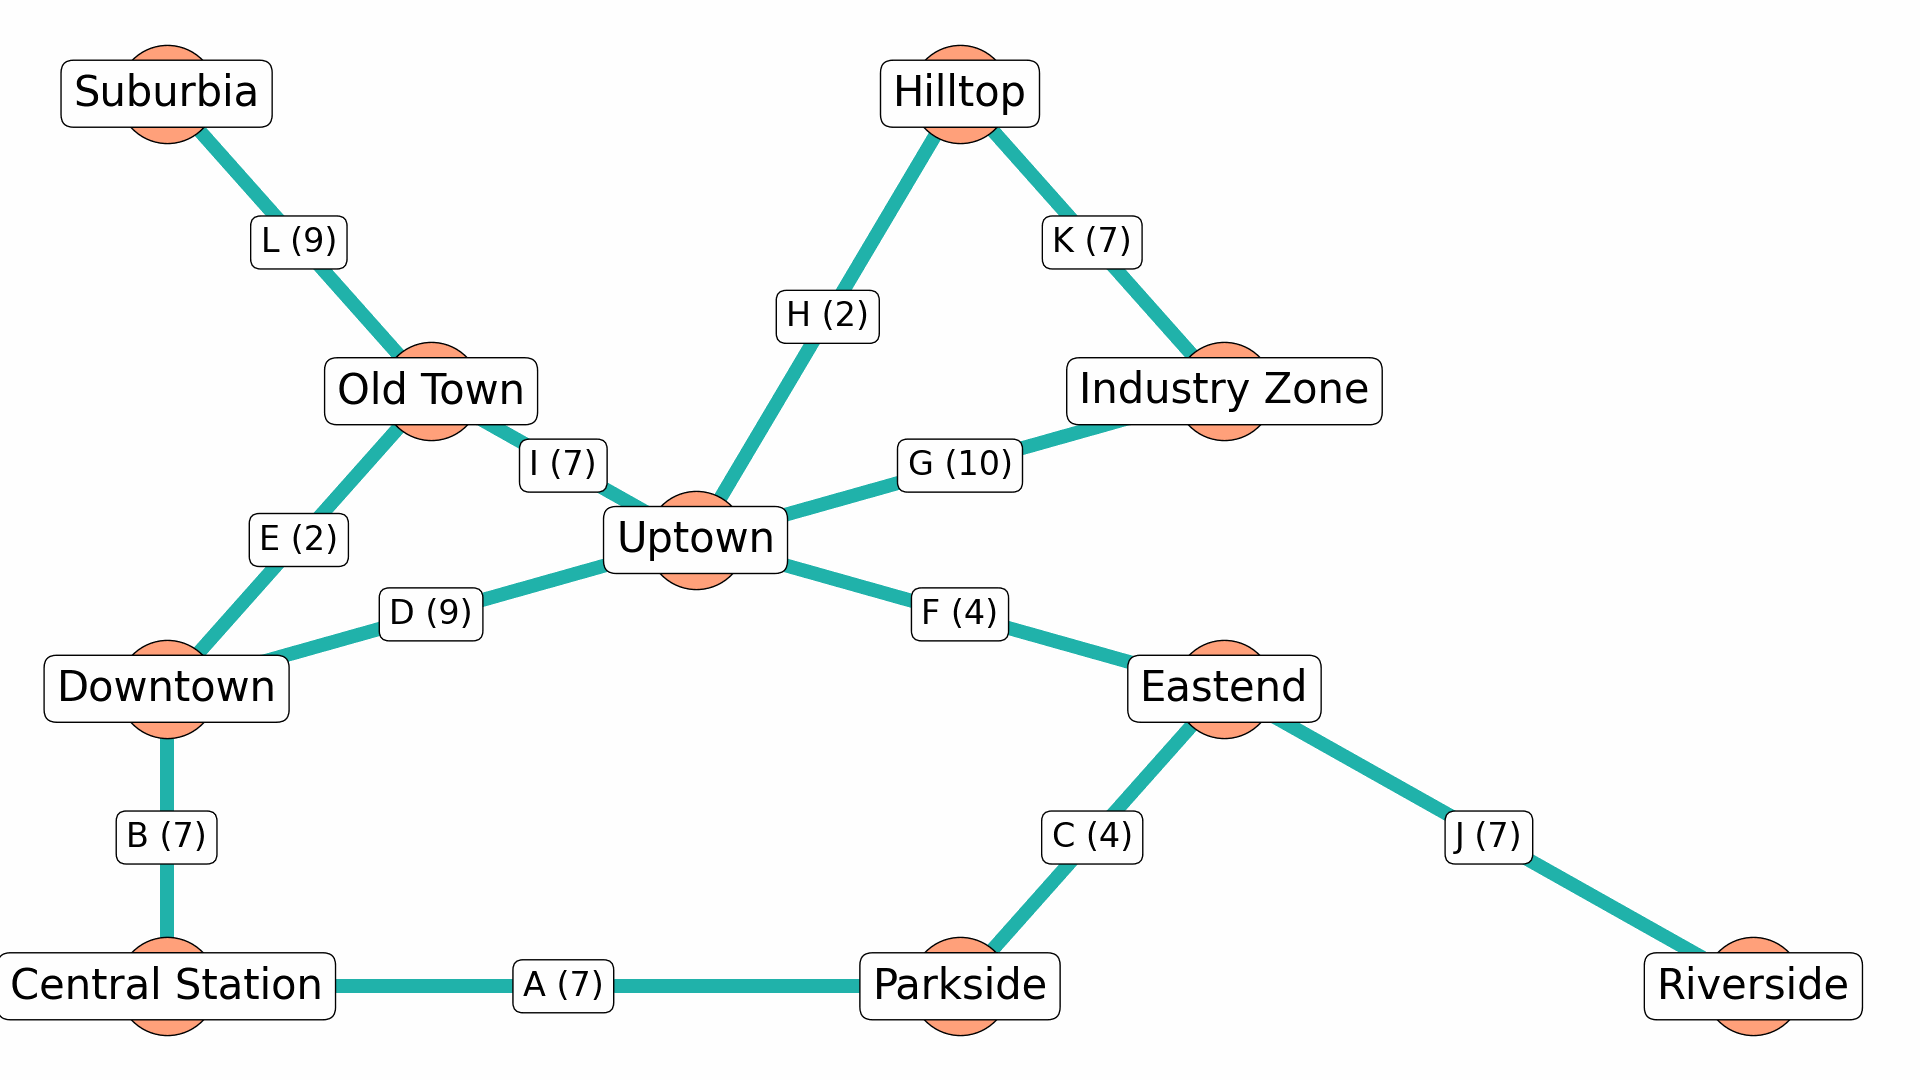 Suburbia
Hilltop
L (9)
K (7)
H (2)
Old Town
Industry Zone
I (7)
G (10)
E (2)
Uptown
D (9)
F (4)
Downtown
Eastend
B (7)
C (4)
J (7)
Central Station
A (7)
Parkside
Riverside